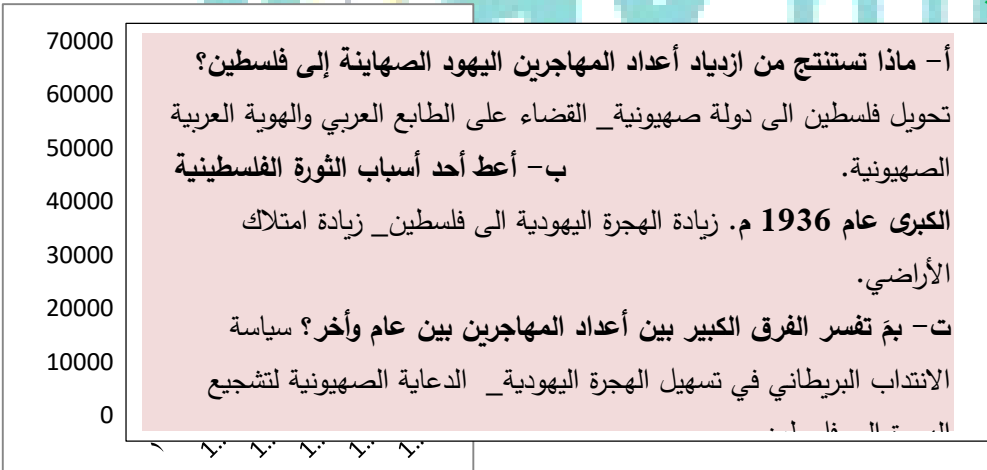 70000
60000
50000
40000
30000
20000
10000
0
أ- ماذا تستنتج من ازدياد أعداد المهاجرين اليهود الصهاينة إلى فلسطين؟
تحويل فلسطين الى دولة صهيونية_ القضاء على الطابع العربي والهوية العربية
الصهيونية. ب- أعط أحد أسباب الثورة الفلسطينية
الكبرى عام 1936 م. زيادة الهجرة اليهودية الى فلسطين_ زيادة امتلاك
الأراضي.
ت- بمَ تفسر الفرق الكبير بين أعداد المهاجرين بين عام وأخر؟ سياسة
الانتداب البريطاني في تسهيل الهجرة اليهودية_ الدعاية الصهيونية لتشجيع